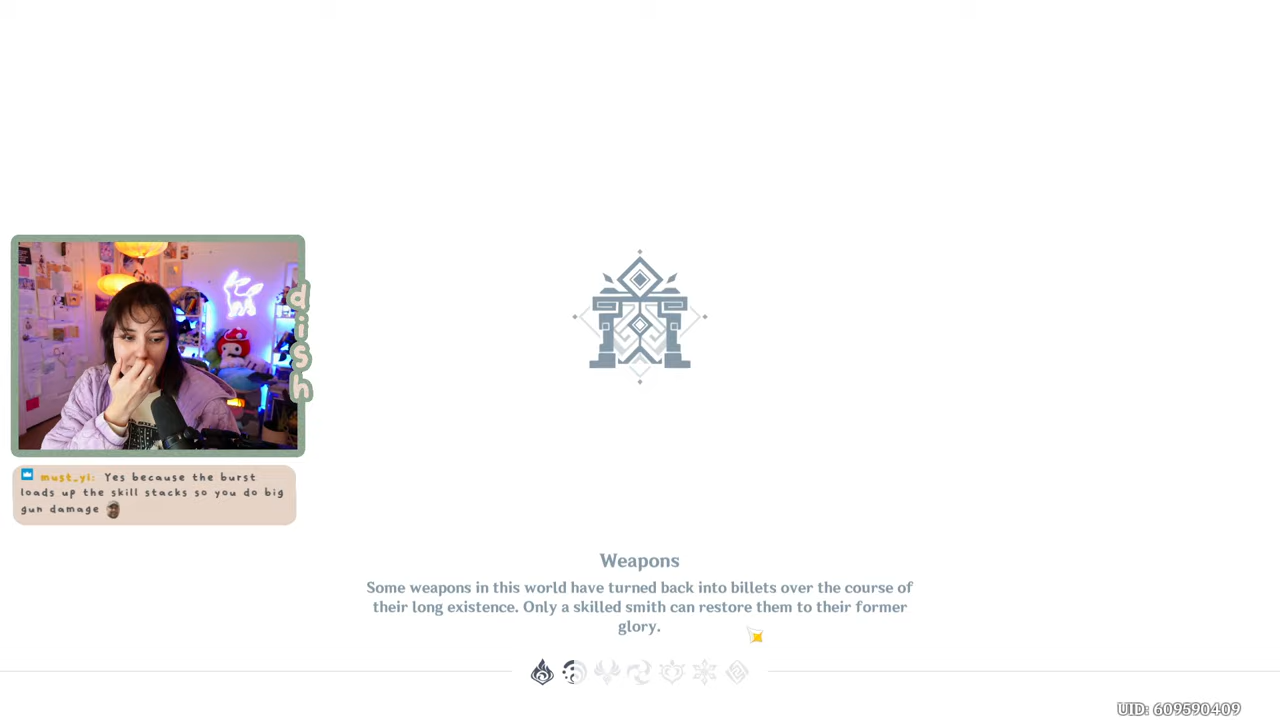 dish
must_yi: Yes because the burst
loads up the skill stacks so you do big
gun damage
Weapons
Some weapons in this world have turned back into billets over the course of
their long existence. Only a skilled smith can restore them to their former
glory.
UID: 609590409